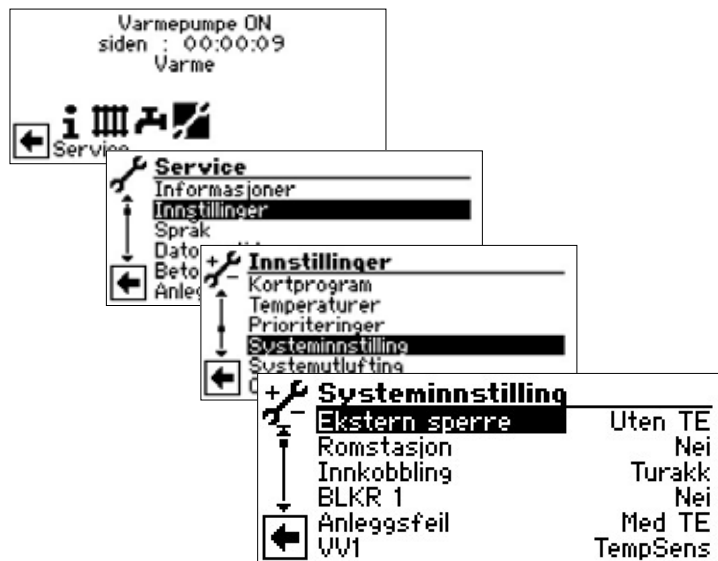 Varmepumpe ON
siden : 00:00:09
Varme
Service
Service
Informasjoner
Innstillinger
Språk
Innstillinger
Kortprogram
Temperaturer
Prioriteringer
Systeminnstilling
Systemutlufting
Systeminnstilling
Ekstern sperre Uten TE
Romstasjon Nei
Innkobbling Turakk
BLKR 1 Nei
Anleggsfeil Med TE
VV1 TempSens